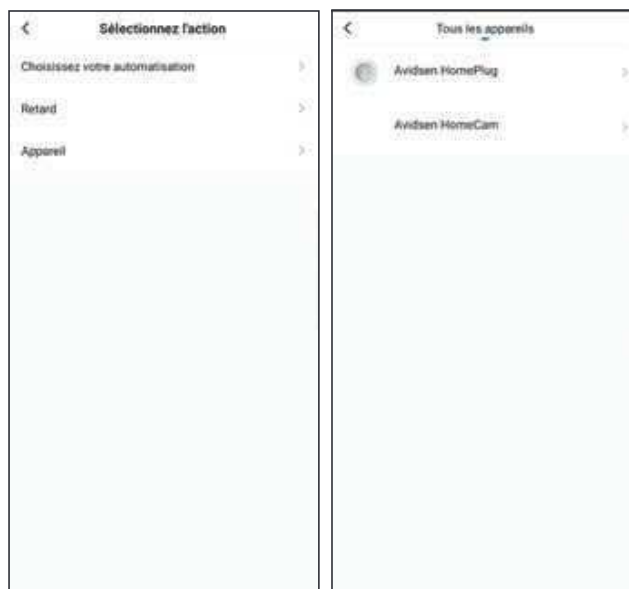 Sélectionnez l'action
Choisissez votre automatisation
Retard
Appareil
Tous les appareils
Avidsen HomePlug
Avidsen HomeCam